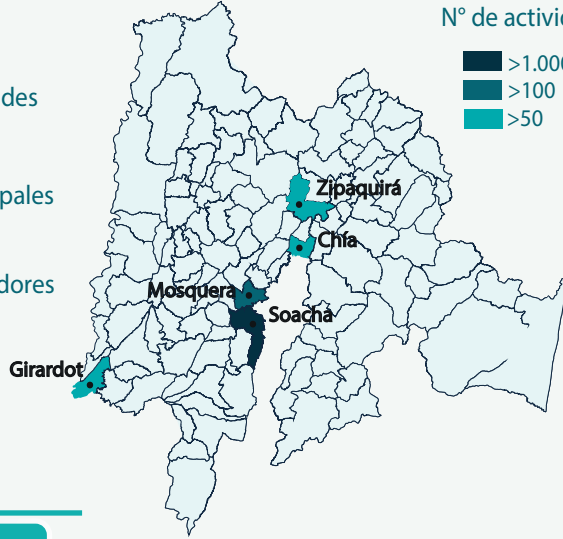 N° de activi
>1.000
>100
>50
des
pales
dores
Zipaquirá
Chía
Mosquera
Soacha
Girardot